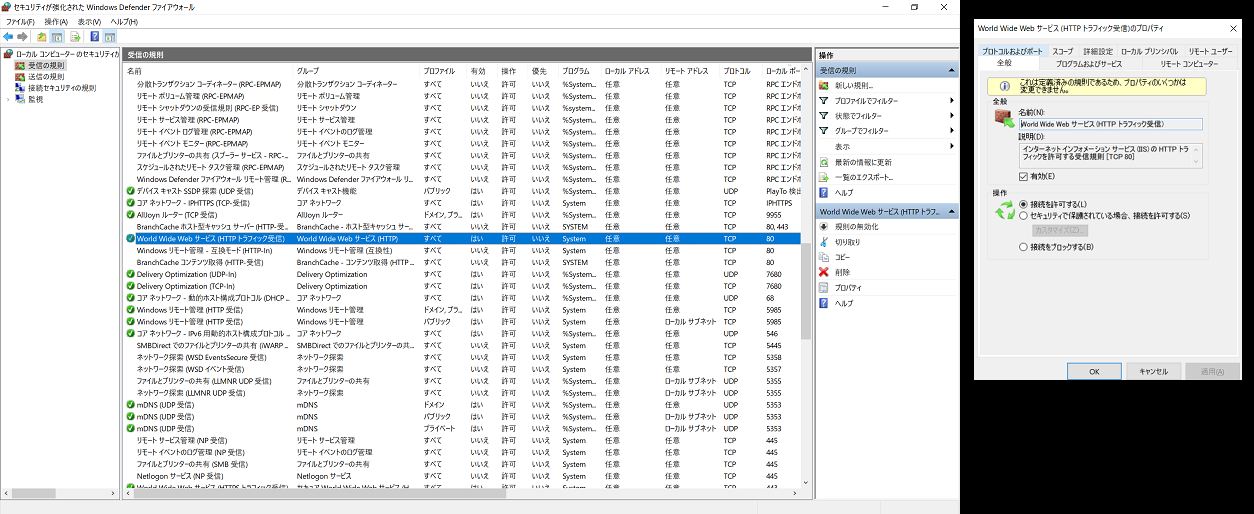 セキュリティが強化された Windows Defender ファイアウォール
ファイル(F) 操作(A) 表示(V) ヘルプ(H)
ローカル コンピューターのセキュリティが
受信の規則
送信の規則
接続セキュリティの規則
監視
受信の規則
名前 グループ プロファイル 有効 操作 優先 プログラム ローカル アドレス リモート アドレス プロトコル ローカル ポー
分散トランザクション コーディネーター (RPC-EPMAP) 分散トランザクション コーディネーター すべて いいえ 許可 いいえ %System... 任意 任意 TCP RPC エンドポ
リモート ボリューム管理 (RPC-EPMAP) リモート ボリューム管理 すべて いいえ 許可 いいえ %System... 任意 任意 TCP RPC エンドポ
リモート シャットダウンの受信規則 (RPC-EP 受信) リモート シャットダウン すべて いいえ 許可 いいえ %System... 任意 任意 TCP RPC エンドポ
リモート サービス管理 (RPC-EPMAP) リモート サービス管理 すべて いいえ 許可 いいえ %System... 任意 任意 TCP RPC エンドポ
リモート イベント ログ管理 (RPC-EPMAP) リモート イベントのログ管理 すべて いいえ 許可 いいえ %System... 任意 任意 TCP RPC エンドポ
リモート イベント モニター (RPC-EPMAP) リモート イベント モニター すべて いいえ 許可 いいえ %System... 任意 任意 TCP RPC エンドポ
ファイルとプリンターの共有 (スプーラー サービス - RPC-... ファイルとプリンターの共有 すべて いいえ 許可 いいえ %System... 任意 任意 TCP RPC エンドポ
スケジュールされたリモート タスク管理 (RPC-EPMAP) スケジュールされたリモート タスク管理 すべて いいえ 許可 いいえ %System... 任意 任意 TCP RPC エンドポ
Windows Defender ファイアウォール リモート管理 (R... Windows Defender ファイアウォール リ... すべて いいえ 許可 いいえ %System... 任意 任意 TCP RPC エンドポ
デバイス キャスト SSDP 探索 (UDP 受信) デバイス キャスト機能 パブリック はい 許可 いいえ %System... 任意 任意 UDP PlayTo 検出
コア ネットワーク - IPHTTPS (TCP-受信) コア ネットワーク すべて はい 許可 いいえ System 任意 任意 TCP IPHTTPS
AllJoyn ルーター (TCP 受信) AllJoyn ルーター ドメイン, プラ... はい 許可 いいえ %System... 任意 任意 TCP 9955
BranchCache ホスト型キャッシュ サーバー (HTTP-受... BranchCache - ホスト型キャッシュ サー... すべて いいえ 許可 いいえ SYSTEM 任意 任意 TCP 80, 443
World Wide Web サービス (HTTP トラフィック受信) World Wide Web サービス (HTTP) すべて はい 許可 いいえ System 任意 任意 TCP 80
Windows リモート管理 - 互換モード (HTTP-In) Windows リモート管理 (互換性) すべて いいえ 許可 いいえ System 任意 任意 TCP 80
BranchCache コンテンツ取得 (HTTP-受信) BranchCache - コンテンツ取得 (HTTP ... すべて いいえ 許可 いいえ SYSTEM 任意 任意 TCP 80
Delivery Optimization (UDP-In) Delivery Optimization すべて はい 許可 いいえ %System... 任意 任意 UDP 7680
Delivery Optimization (TCP-In) Delivery Optimization すべて はい 許可 いいえ %System... 任意 任意 TCP 7680
コア ネットワーク - 動的ホスト構成プロトコル (DHCP ... コア ネットワーク すべて はい 許可 いいえ %System... 任意 任意 UDP 68
Windows リモート管理 (HTTP 受信) Windows リモート管理 ドメイン, プラ... はい 許可 いいえ System 任意 任意 TCP 5985
Windows リモート管理 (HTTP 受信) Windows リモート管理 パブリック はい 許可 いいえ System 任意 ローカル サブネット TCP 5985
コア ネットワーク - IPv6 用動的ホスト構成プロトコル ... コア ネットワーク すべて はい 許可 いいえ %System... 任意 任意 UDP 546
SMBDirect でのファイルとプリンターの共有 (iWARP ... SMBDirect でのファイルとプリンターの共... すべて いいえ 許可 いいえ System 任意 任意 TCP 5445
ネットワーク探索 (WSD EventsSecure 受信) ネットワーク探索 すべて いいえ 許可 いいえ System 任意 任意 TCP 5358
ネットワーク探索 (WSD イベント受信) ネットワーク探索 すべて いいえ 許可 いいえ System 任意 任意 TCP 5357
ファイルとプリンターの共有 (LLMNR UDP 受信) ファイルとプリンターの共有 すべて いいえ 許可 いいえ %System... 任意 ローカル サブネット UDP 5355
ネットワーク探索 (LLMNR UDP 受信) ネットワーク探索 すべて いいえ 許可 いいえ %System... 任意 ローカル サブネット UDP 5355
mDNS (UDP 受信) mDNS ドメイン はい 許可 いいえ %System... 任意 任意 UDP 5353
mDNS (UDP 受信) mDNS パブリック はい 許可 いいえ %System... 任意 ローカル サブネット UDP 5353
mDNS (UDP 受信) mDNS プライベート はい 許可 いいえ %System... 任意 ローカル サブネット UDP 5353
リモート サービス管理 (NP 受信) リモート サービス管理 すべて いいえ 許可 いいえ System 任意 任意 TCP 445
リモート イベントのログ管理 (NP 受信) リモート イベントのログ管理 すべて いいえ 許可 いいえ System 任意 任意 TCP 445
ファイルとプリンターの共有 (SMB 受信) ファイルとプリンターの共有 すべて いいえ 許可 いいえ System 任意 任意 TCP 445
Netlogon サービス (NP 受信) Netlogon サービス すべて いいえ 許可 いいえ System 任意 任意 TCP 445
World Wide Web サービス (HTTPS トラフィック受信) セキュア World Wide Web サービス (H... すべて はい 許可 いいえ System 任意 任意 TCP 443
操作
受信の規則
新しい規則...
プロファイルでフィルター
状態でフィルター
グループでフィルター
表示
最新の情報に更新
一覧のエクスポート...
ヘルプ
World Wide Web サービス (HTTP トラフ...
規則の無効化
切り取り
コピー
削除
プロパティ
ヘルプ
World Wide Web サービス (HTTP トラフィック受信)のプロパティ
プロトコルおよびポート スコープ 詳細設定 ローカル プリンシパル リモート ユーザー
全般 プログラムおよびサービス リモート コンピューター
これは定義済みの規則であるため、プロパティのいくつかは
変更できません。
全般
名前(N):
World Wide Web サービス (HTTP トラフィック受信)
説明(D):
インターネット インフォメーション サービス (IIS) の HTTP トラ
フィックを許可する受信規則 [TCP 80]
有効(E)
操作
接続を許可する(L)
セキュリティで保護されている場合、接続を許可する(S)
カスタマイズ(Z)...
接続をブロックする(B)
OK キャンセル 適用(A)